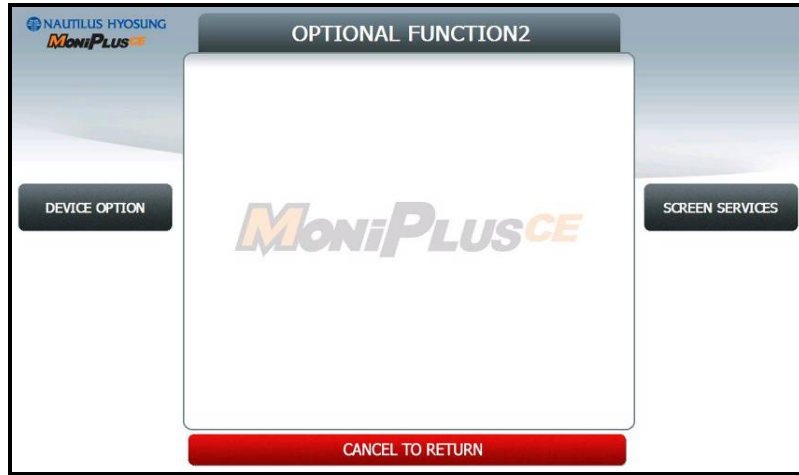 NAUTILUS HYOSUNG
MONiPLUSCE
OPTIONAL FUNCTION2
DEVICE OPTION
MONiPLUSCE
SCREEN SERVICES
CANCEL TO RETURN